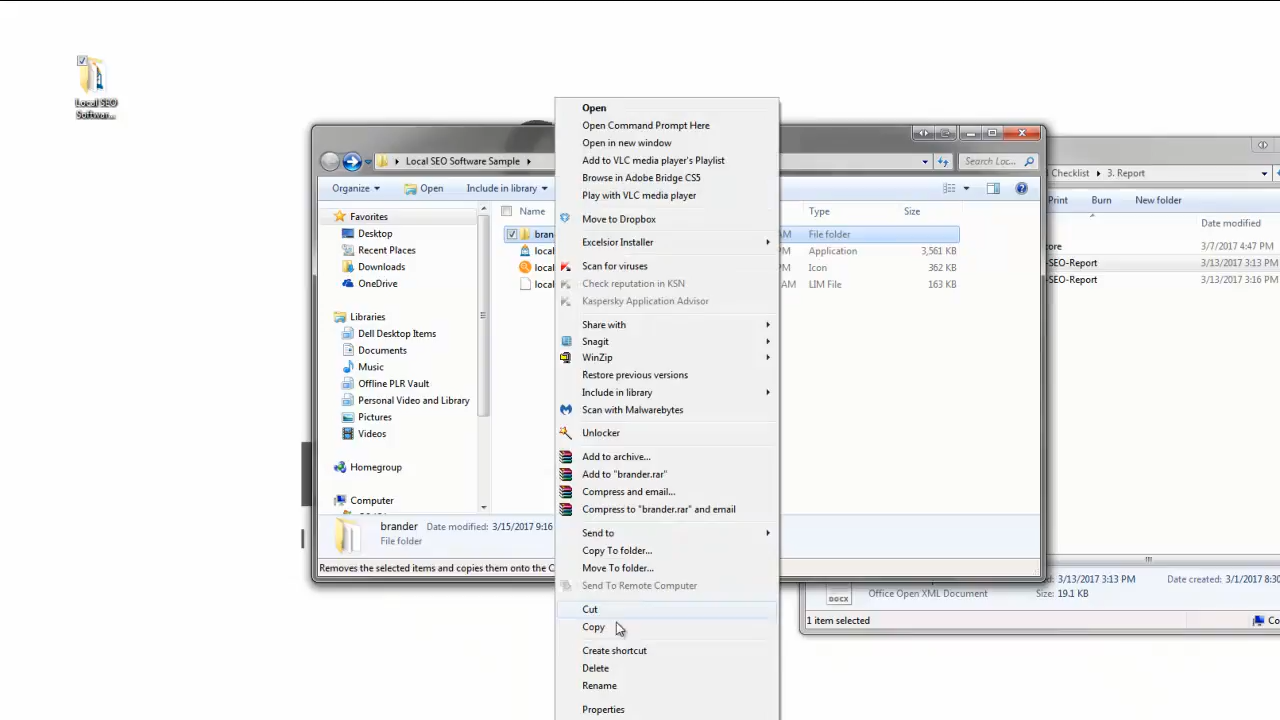 Local SEO
Softwar...
Local SEO Software Sample
Search Loc...
Organize
Open
Include in library
Favorites
Desktop
Recent Places
Downloads
OneDrive
Libraries
Dell Desktop Items
Documents
Music
Offline PLR Vault
Personal Video and Library
Pictures
Videos
Homegroup
Computer
Name
Type
Size
bran
AM
File folder
local
PM
Application
3,561 KB
local
PM
Icon
362 KB
local
AM
LIM File
163 KB
brander
Date modified: 3/15/2017 9:16
File folder
Removes the selected items and copies them onto the C
Open
Open Command Prompt Here
Open in new window
Add to VLC media player's Playlist
Browse in Adobe Bridge CS5
Play with VLC media player
Move to Dropbox
Excelsior Installer
Scan for viruses
Check reputation in KSN
Kaspersky Application Advisor
Share with
Snagit
WinZip
Restore previous versions
Include in library
Scan with Malwarebytes
Unlocker
Add to archive...
Add to "brander.rar"
Compress and email...
Compress to "brander.rar" and email
Send to
Copy To folder...
Move To folder...
Send To Remote Computer
Cut
Copy
Create shortcut
Delete
Rename
Properties
Checklist
3. Report
Print
Burn
New folder
Date modified
ore
3/7/2017 4:47 PM
-SEO-Report
3/13/2017 3:13 PM
-SEO-Report
3/13/2017 3:16 PM
DOCX
d: 3/13/2017 3:13 PM
Date created: 3/1/2017 8:30
Office Open XML Document
Size: 19.1 KB
1 item selected
Co